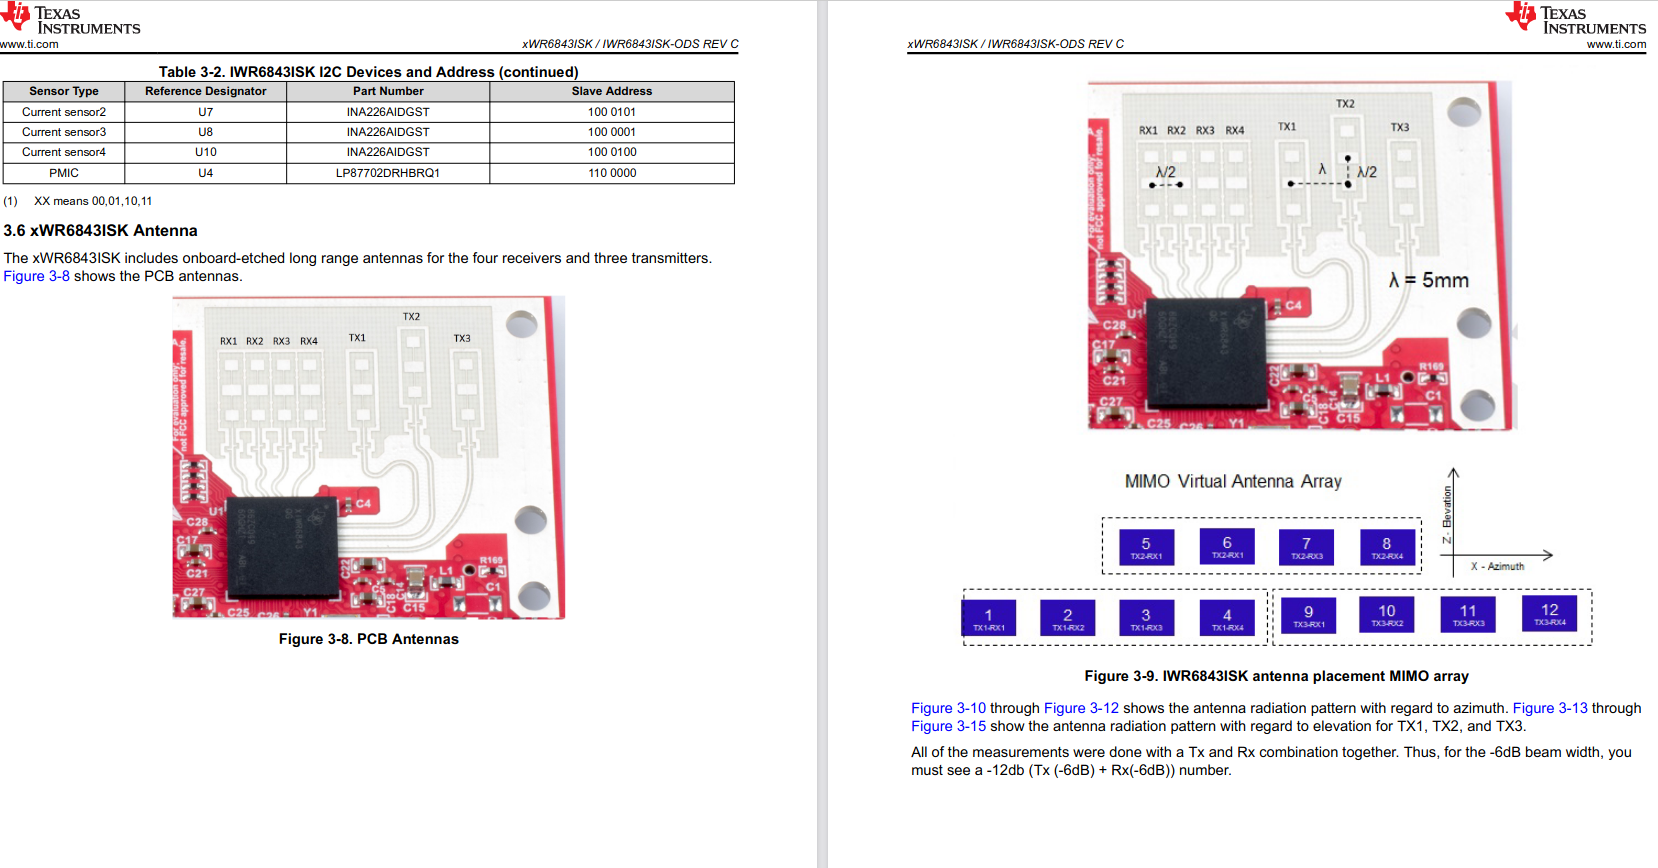 TEXAS
INSTRUMENTS
www.ti.com
xWR6843ISK / IWR6843ISK-ODS REV C
Table 3-2. IWR6843ISK I2C Devices and Address (continued)
Sensor Type Reference Designator Part Number Slave Address
Current sensor2 U7 INA226AIDGST 100 0101
Current sensor3 U8 INA226AIDGST 100 0001
Current sensor4 U10 INA226AIDGST 100 0100
PMIC U4 LP87702DRHBRQ1 110 0000
(1) XX means 00,01,10,11
3.6 xWR6843ISK Antenna
The xWR6843ISK includes onboard-etched long range antennas for the four receivers and three transmitters.
Figure 3-8 shows the PCB antennas.
TX2
RX1 RX2 RX3 RX4 TX1 TX3
For evaluation only;
not FCC approved for resale.
C4
U1
C28
C17
C21
C27
C25
Y1
C22
C18
C14
C15
L1
R169
C1
Figure 3-8. PCB Antennas
TEXAS
INSTRUMENTS
xWR6843ISK / IWR6843ISK-ODS REV C
www.ti.com
TX2
RX1 RX2 RX3 RX4 TX1 TX3
λ/2 λ λ/2
For evaluation only;
not FCC approved for resale.
λ = 5mm
C4
U1
C28
C17
C21
C27
C25
C26
Y1
C22
C18
C14
C15
L1
R169
C1
MIMO Virtual Antenna Array
Z - Elevation
X - Azimuth
5 6 7 8
TX2-RX1 TX2-RX1 TX2-RX3 TX2-RX4
1 2 3 4 9 10 11 12
TX1-RX1 TX1-RX2 TX1-RX3 TX1-RX4 TX3-RX1 TX3-RX2 TX3-RX3 TX3-RX4
Figure 3-9. IWR6843ISK antenna placement MIMO array
Figure 3-10 through Figure 3-12 shows the antenna radiation pattern with regard to azimuth. Figure 3-13 through
Figure 3-15 show the antenna radiation pattern with regard to elevation for TX1, TX2, and TX3.
All of the measurements were done with a Tx and Rx combination together. Thus, for the -6dB beam width, you
must see a -12db (Tx (-6dB) + Rx(-6dB)) number.